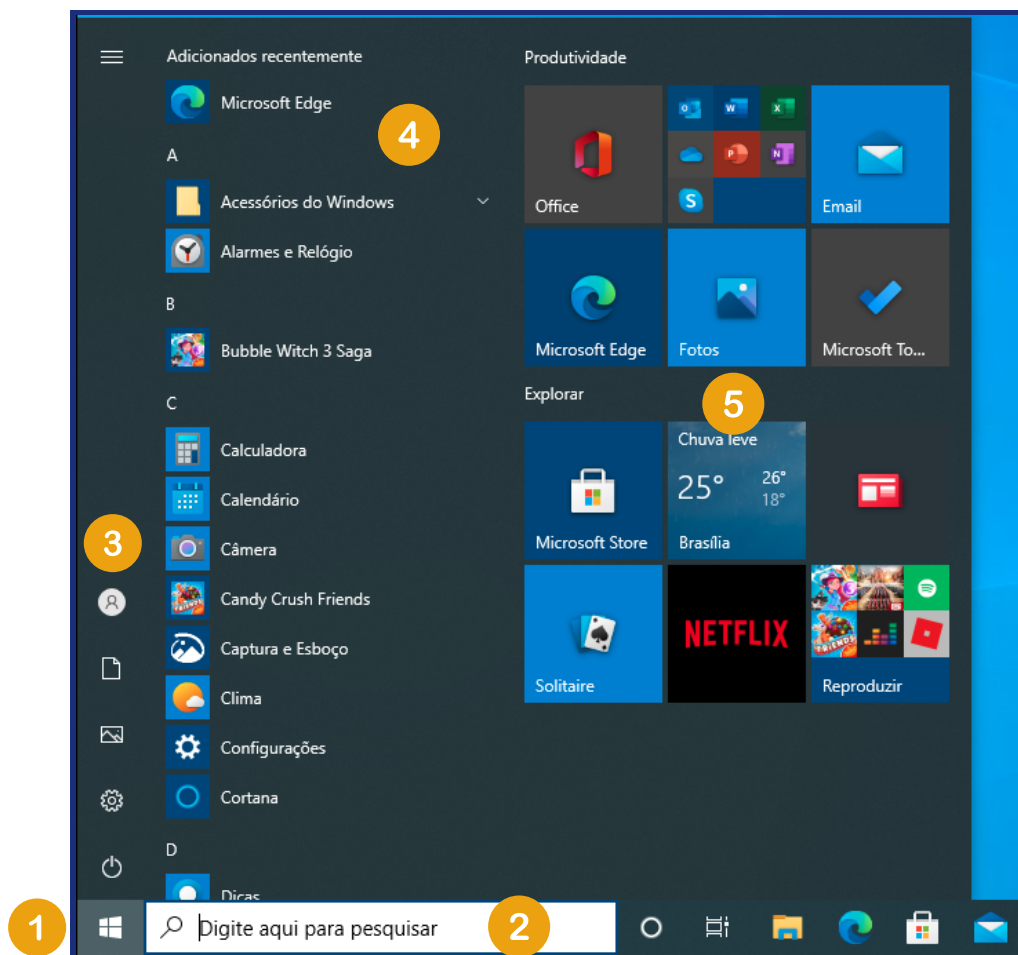 Adicionados recentemente
Microsoft Edge
4
A
Acessórios do Windows
Alarmes e Relógio
B
Bubble Witch 3 Saga
C
Calculadora
Calendário
3
Câmera
Candy Crush Friends
Captura e Esboço
Clima
Configurações
Cortana
D
Dicas
Produtividade
Office
Email
Microsoft Edge
Fotos
Microsoft To...
Explorar
5
Chuva leve
25° 26°
18°
Microsoft Store
Brasília
Solitaire
NETFLIX
Reproduzir
1
Digite aqui para pesquisar
2